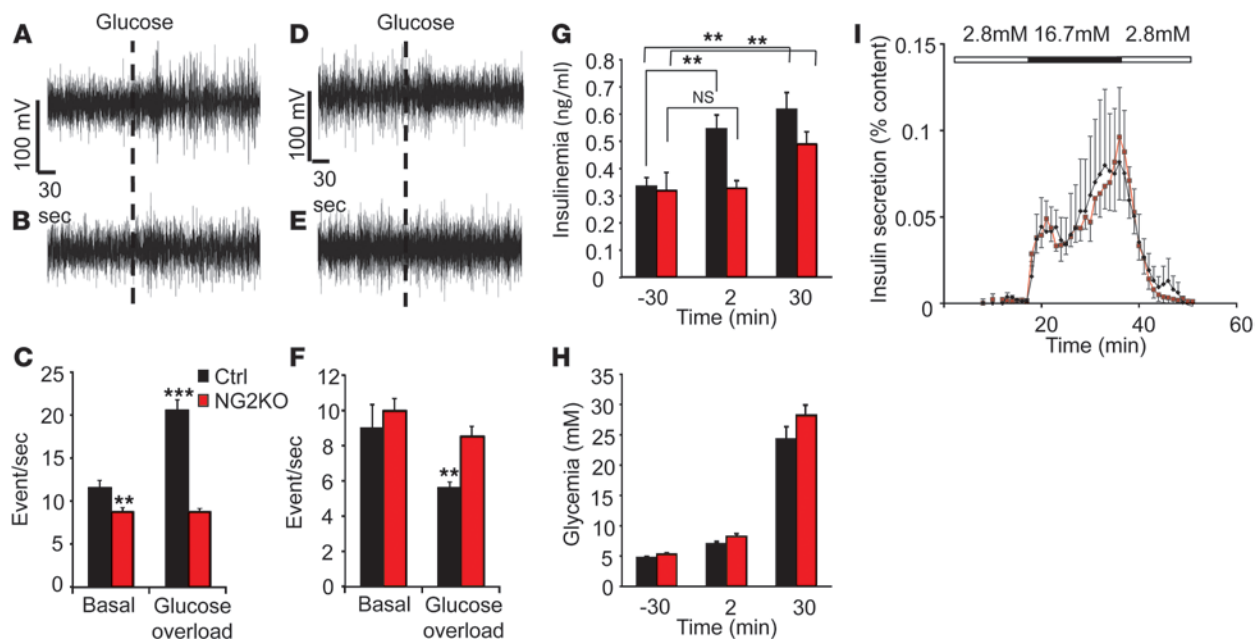 A
Glucose
100 mV
30
sec
B
D
Glucose
100 mV
30
sec
E
C
Event/sec
25
20
15
10
5
0
**
***
Ctrl
NG2KO
Basal
Glucose
overload
F
Event/sec
12
10
8
6
4
2
0
**
Basal
Glucose
overload
G
Insulinemia (ng/ml)
0.7
0.6
0.5
0.4
0.3
0.2
0.1
0
**
**
**
NS
-30
2
30
Time (min)
H
Glycemia (mM)
35
30
25
20
15
10
5
0
-30
2
30
Time (min)
I
Insulin secretion (% content)
0.15
0.1
0.05
0
2.8mM 16.7mM 2.8mM
20
40
60
Time (min)